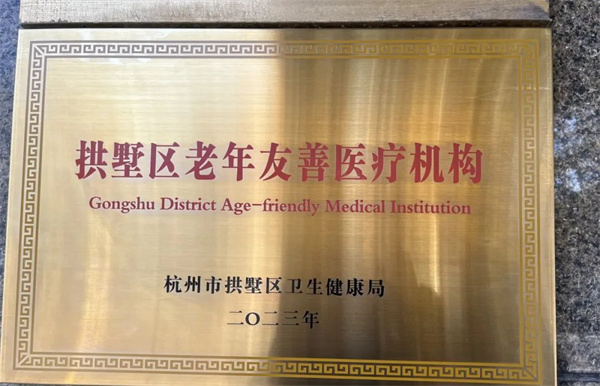 拱墅区老年友善医疗机构
Gongshu District Age-friendly Medical Institution
杭州市拱墅区卫生健康局
二〇二三年